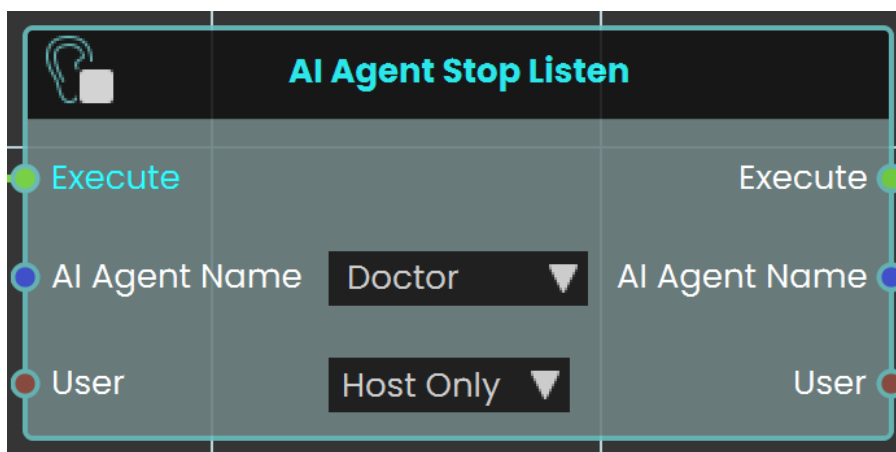 AI Agent Stop Listen
Execute Execute
AI Agent Name Doctor AI Agent Name
User Host Only User